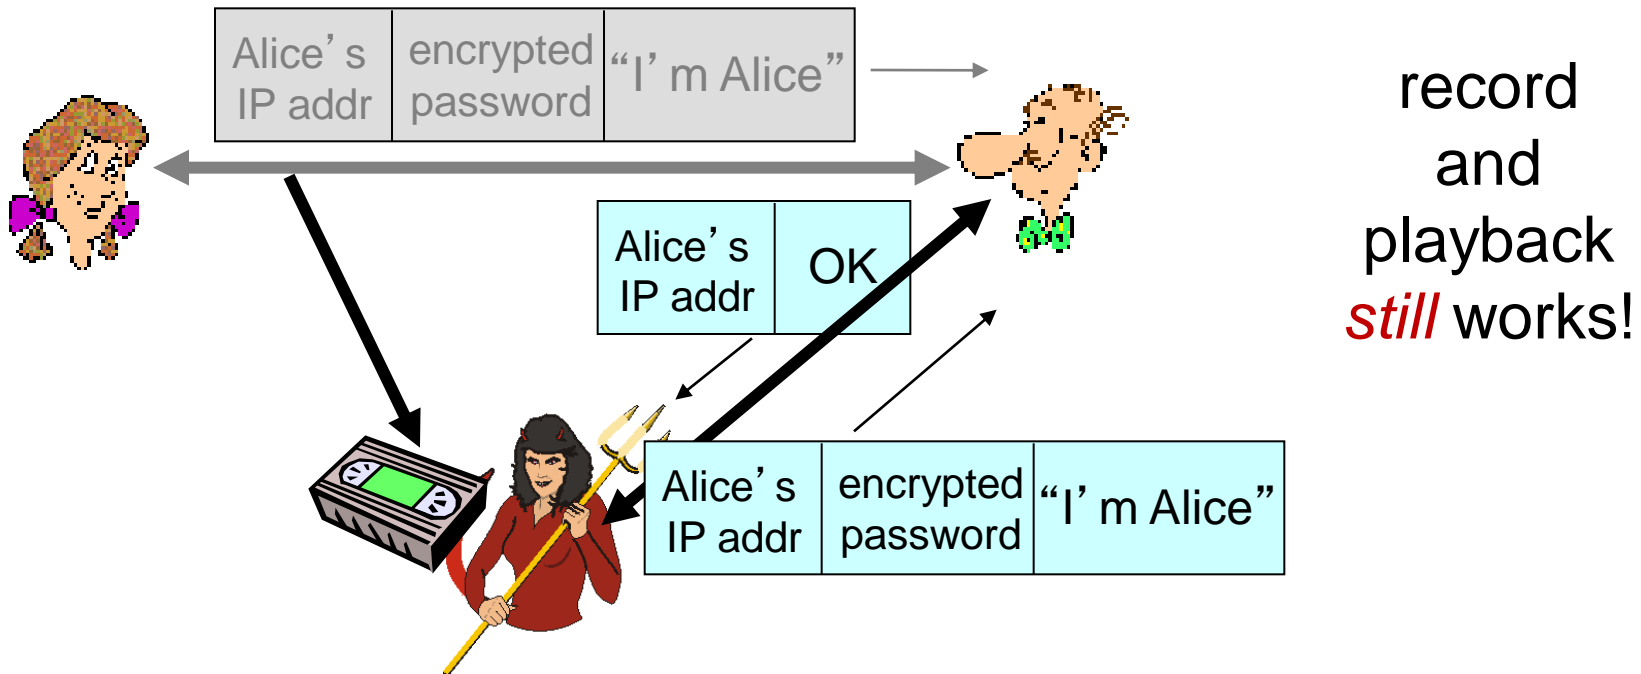 Alice’s
IP addr
encrypted
password
“I’m Alice”
record
and
playback
still works!
Alice’s
IP addr
OK
Alice’s
IP addr
encrypted
password
“I’m Alice”